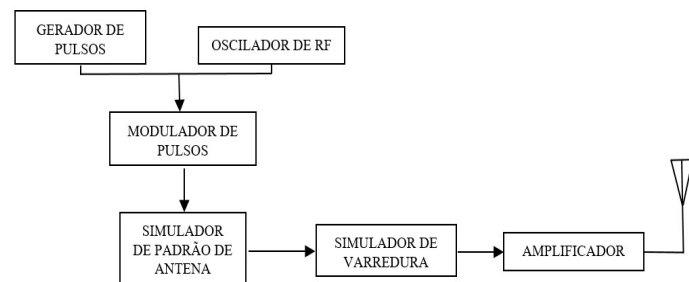 GERADOR DE
PULSOS
OSCILADOR DE RF
MODULADOR DE
PULSOS
SIMULADOR
DE PADRÃO DE
ANTENA
SIMULADOR DE
VARREDURA
AMPLIFICADOR